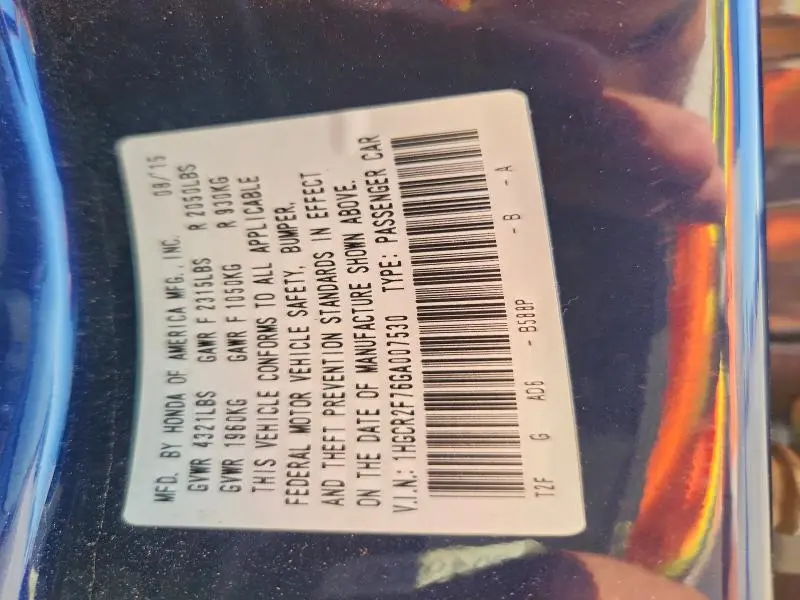 MFD. BY HONDA OF AMERICA MFG., INC. 09/15
GVWR 4321LBS GAWR F 2315LBS R 2050LBS
GVWR 1960KG GAWR F 1050KG R 930KG
THIS VEHICLE CONFORMS TO ALL APPLICABLE
FEDERAL MOTOR VEHICLE SAFETY, BUMPER,
AND THEFT PREVENTION STANDARDS IN EFFECT
ON THE DATE OF MANUFACTURE SHOWN ABOVE.
V.I.N.: 1HGCR2F76GA007530 TYPE: PASSENGER CAR
T2F G AD6 - B588P - B - A